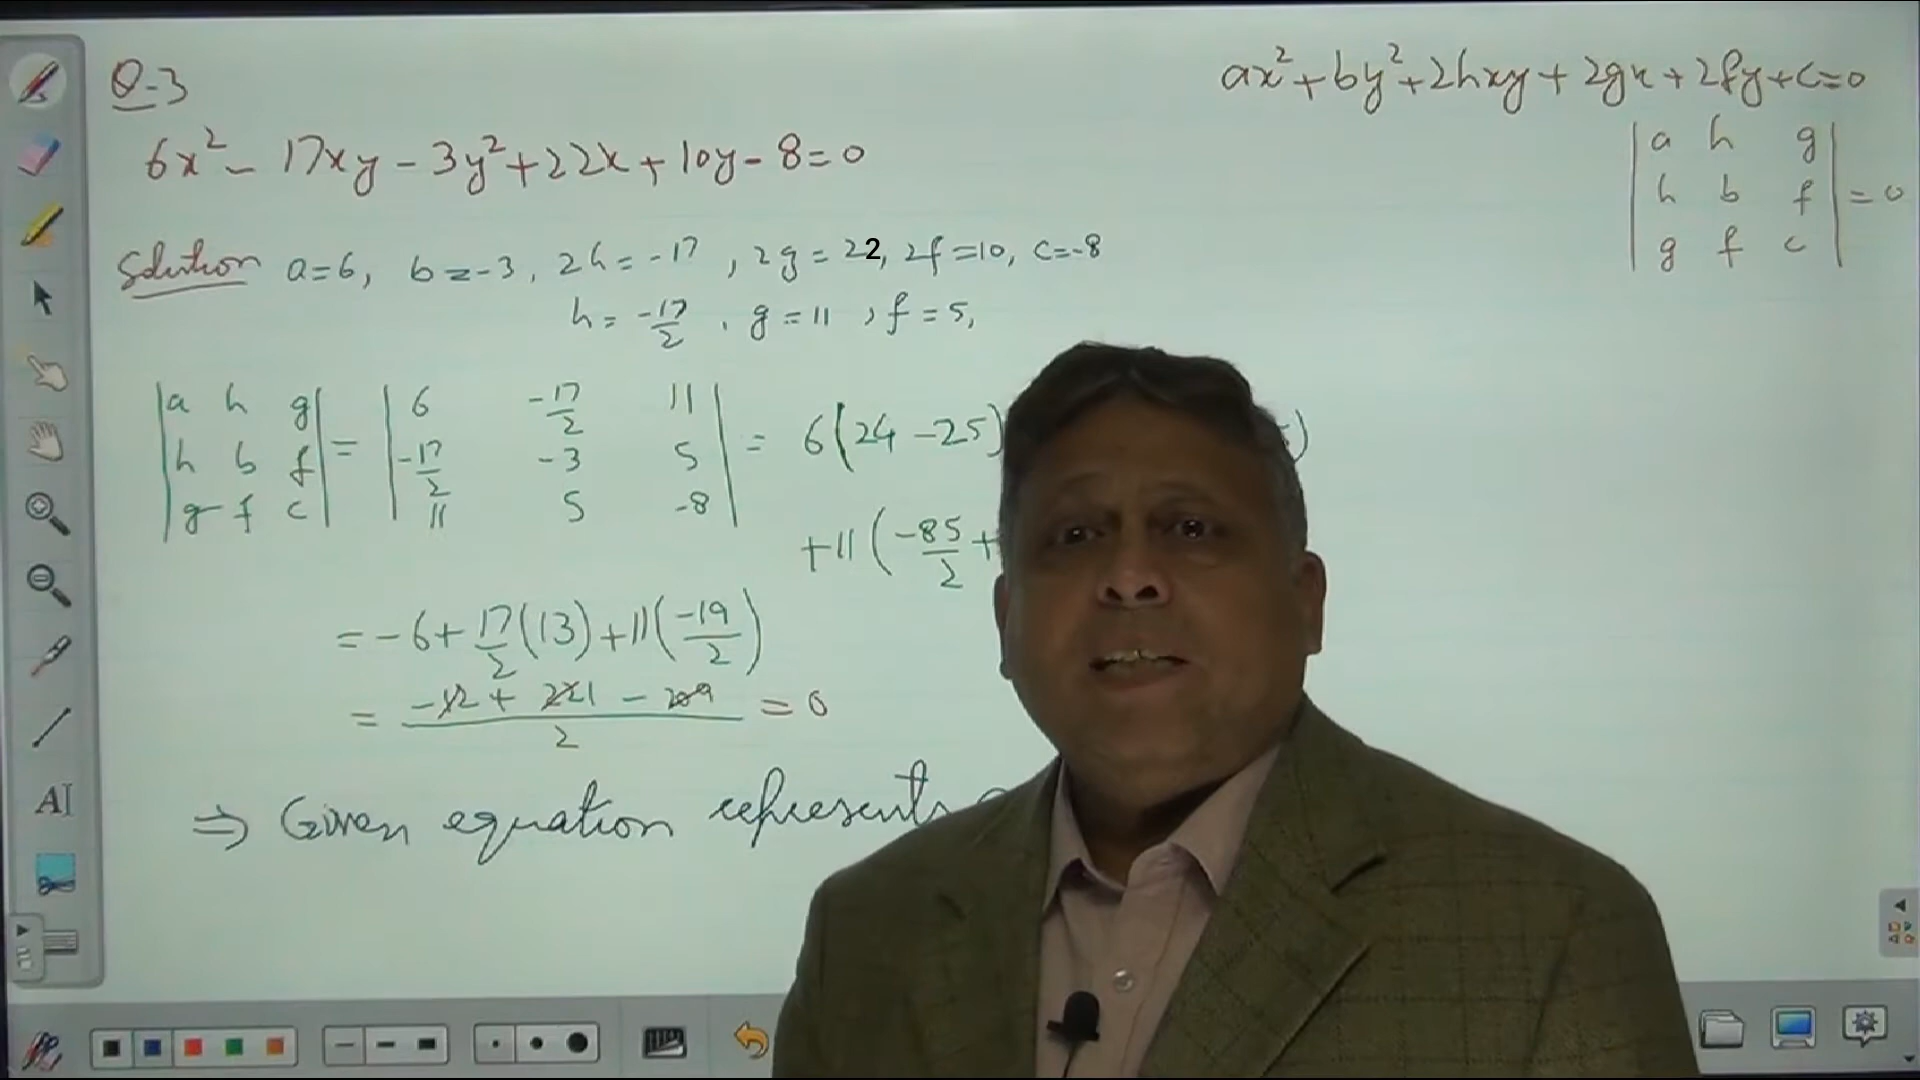 Q-3
ax²+by²+2hxy+2gx+2fy+c=0
6x²-17xy-3y²+22x+10y-8=0
|a h g|
|h b f| =0
|g f c|
Solution a=6, b=-3, 2h=-17, 2g=22, 2f=10, c=-8
h=-17/2, g=11, f=5,
|a h g| |6 -17/2 11|
|h b f| = |-17/2 -3 5| = 6(24-25) )
|g f c| |11 5 -8|
+11(-85/2+
=-6+17/2(13)+11(-19/2)
= (-12+221-209)/2 = 0
⇒ Given equation represents
AI